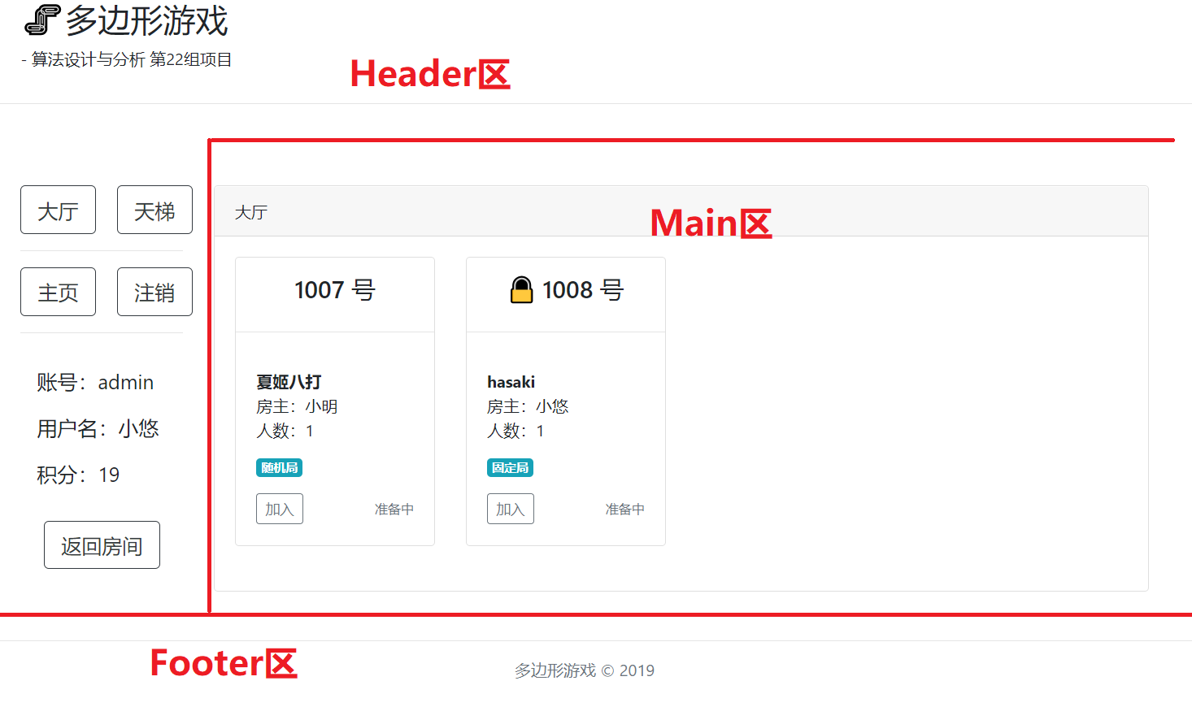 多边形游戏
- 算法设计与分析 第22组项目
Header区
大厅 天梯
主页 注销
账号：admin
用户名：小悠
积分：19
返回房间
大厅
Main区
1007 号
夏姬八打
房主：小明
人数：1
随机局
加入 准备中
1008 号
hasaki
房主：小悠
人数：1
固定局
加入 准备中
Footer区
多边形游戏 © 2019